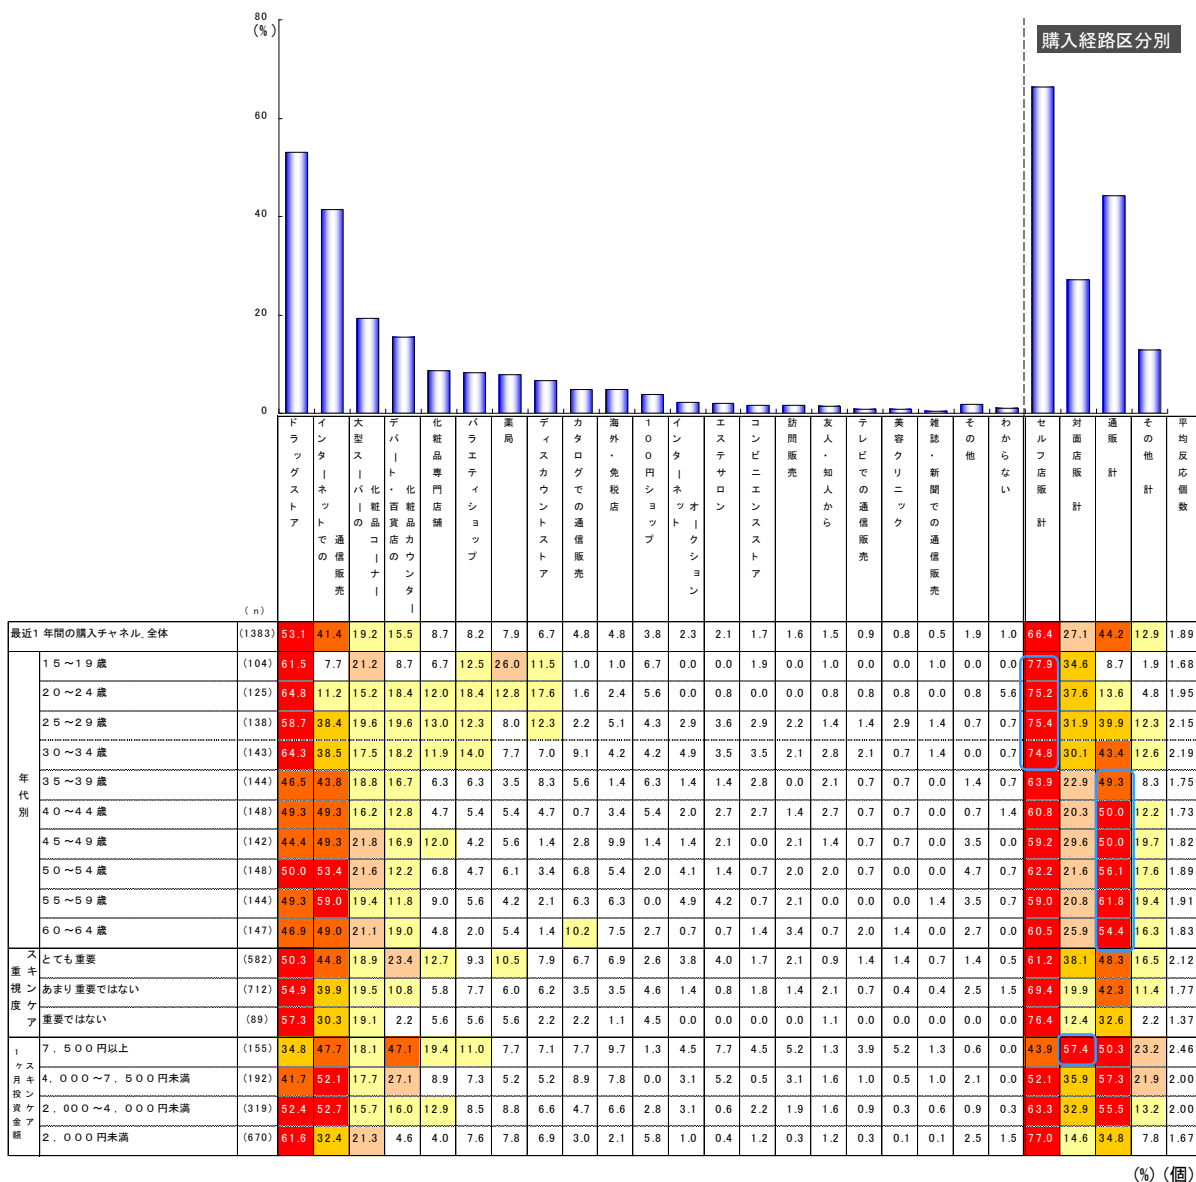 80
(%)
60
40
20
0
購入経路区分別
ドラッグストア
インターネットでの通信販売
大型スーパーの化粧品コーナー
デパート・百貨店の化粧品カウンター
化粧品専門店舗
バラエティショップ
薬局
ディスカウントストア
カタログでの通信販売
海外・免税店
100円ショップ
インターネットオークション
エステサロン
コンビニエンスストア
訪問販売
友人・知人から
テレビでの通信販売
美容クリニック
雑誌・新聞での通信販売
その他
わからない
セルフ店販 計
対面店販 計
通販 計
その他 計
平均反応個数
(n)
最近1年間の購入チャネル_全体 (1383) 53.1 41.4 19.2 15.5 8.7 8.2 7.9 6.7 4.8 4.8 3.8 2.3 2.1 1.7 1.6 1.5 0.9 0.8 0.5 1.9 1.0 66.4 27.1 44.2 12.9 1.89
年代別
15～19歳 (104) 61.5 7.7 21.2 8.7 6.7 12.5 26.0 11.5 1.0 1.0 6.7 0.0 0.0 1.9 0.0 1.0 0.0 0.0 1.0 0.0 0.0 77.9 34.6 8.7 1.9 1.68
20～24歳 (125) 64.8 11.2 15.2 18.4 12.0 18.4 12.8 17.6 1.6 2.4 5.6 0.0 0.8 0.0 0.0 0.8 0.8 0.8 0.0 0.8 5.6 75.2 37.6 13.6 4.8 1.95
25～29歳 (138) 58.7 38.4 19.6 19.6 13.0 12.3 8.0 12.3 2.2 5.1 4.3 2.9 3.6 2.9 2.2 1.4 1.4 2.9 1.4 0.7 0.7 75.4 31.9 39.9 12.3 2.15
30～34歳 (143) 64.3 38.5 17.5 18.2 11.9 14.0 7.7 7.0 9.1 4.2 4.2 4.9 3.5 3.5 2.1 2.8 2.1 0.7 1.4 0.0 0.7 74.8 30.1 43.4 12.6 2.19
35～39歳 (144) 46.5 43.8 18.8 16.7 6.3 6.3 3.5 8.3 5.6 1.4 6.3 1.4 1.4 2.8 0.0 2.1 0.7 0.7 0.0 1.4 0.7 63.9 22.9 49.3 8.3 1.75
40～44歳 (148) 49.3 49.3 16.2 12.8 4.7 5.4 5.4 4.7 0.7 3.4 5.4 2.0 2.7 2.7 1.4 2.7 0.7 0.7 0.0 0.7 1.4 60.8 20.3 50.0 12.2 1.73
45～49歳 (142) 44.4 49.3 21.8 16.9 12.0 4.2 5.6 1.4 2.8 9.9 1.4 1.4 2.1 0.0 2.1 1.4 0.7 0.7 0.0 3.5 0.0 59.2 29.6 50.0 19.7 1.82
50～54歳 (148) 50.0 53.4 21.6 12.2 6.8 4.7 6.1 3.4 6.8 5.4 2.0 4.1 1.4 0.7 2.0 2.0 0.7 0.0 0.0 4.7 0.7 62.2 21.6 56.1 17.6 1.89
55～59歳 (144) 49.3 59.0 19.4 11.8 9.0 5.6 4.2 2.1 6.3 6.3 0.0 4.9 4.2 0.7 2.1 0.0 0.0 0.0 1.4 3.5 0.7 59.0 20.8 61.8 19.4 1.91
60～64歳 (147) 46.9 49.0 21.1 19.0 4.8 2.0 5.4 1.4 10.2 7.5 2.7 0.7 0.7 1.4 3.4 0.7 2.0 1.4 0.0 2.7 0.0 60.5 25.9 54.4 16.3 1.83
スキンケア重視度
とても重要 (582) 50.3 44.8 18.9 23.4 12.7 9.3 10.5 7.9 6.7 6.9 2.6 3.8 4.0 1.7 2.1 0.9 1.4 1.4 0.7 1.4 0.5 61.2 38.1 48.3 16.5 2.12
あまり重要ではない (712) 54.9 39.9 19.5 10.5 5.8 7.7 6.0 6.2 3.5 3.5 4.6 1.4 0.8 1.8 1.4 2.1 0.7 0.4 0.4 2.5 1.5 69.4 19.9 42.3 11.4 1.77
重要ではない (89) 57.3 30.3 19.1 2.2 5.6 5.6 5.6 2.2 2.2 1.1 4.5 0.0 0.0 0.0 0.0 1.1 0.0 0.0 0.0 0.0 0.0 76.4 12.4 32.6 2.2 1.37
1ヶ月スキンケア投資金額
7,500円以上 (155) 34.8 47.7 18.1 47.1 19.4 11.0 7.7 7.1 7.7 9.7 1.3 4.5 7.7 4.5 5.2 1.3 3.9 5.2 1.3 0.6 0.0 43.9 57.4 50.3 23.2 2.46
4,000～7,500円未満 (192) 41.7 52.1 17.7 27.1 8.9 7.3 5.2 5.2 8.9 7.8 0.0 3.1 5.2 0.5 3.1 1.6 1.0 0.5 1.0 2.1 0.0 52.1 35.9 57.3 21.9 2.00
2,000～4,000円未満 (319) 52.4 52.7 15.7 16.0 12.9 8.5 8.8 6.6 4.7 6.6 2.8 3.1 0.6 2.2 1.9 1.6 0.9 0.3 0.6 0.9 0.3 63.3 32.9 55.5 13.2 2.00
2,000円未満 (670) 61.6 32.4 21.3 4.6 4.0 7.6 7.8 6.9 3.0 2.1 5.8 1.0 0.4 1.2 0.3 1.2 0.3 0.1 0.1 2.5 1.5 77.0 14.6 34.8 7.8 1.67
(%) (個)